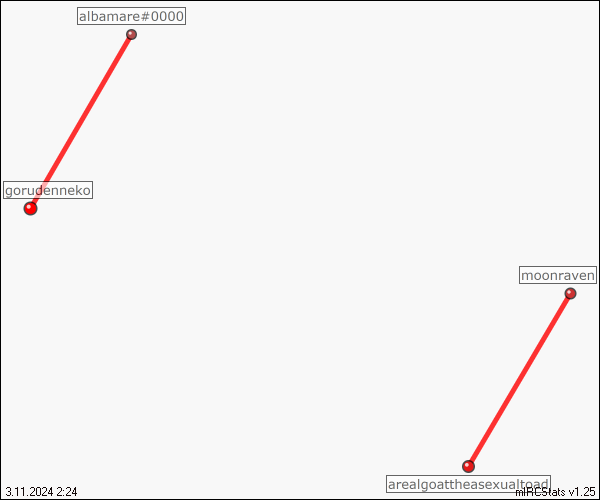 albamare#0000
gorudenneko
moonraven
arealgoattheasexualtoad
3.11.2024 2:24
mIRCStats v1.25